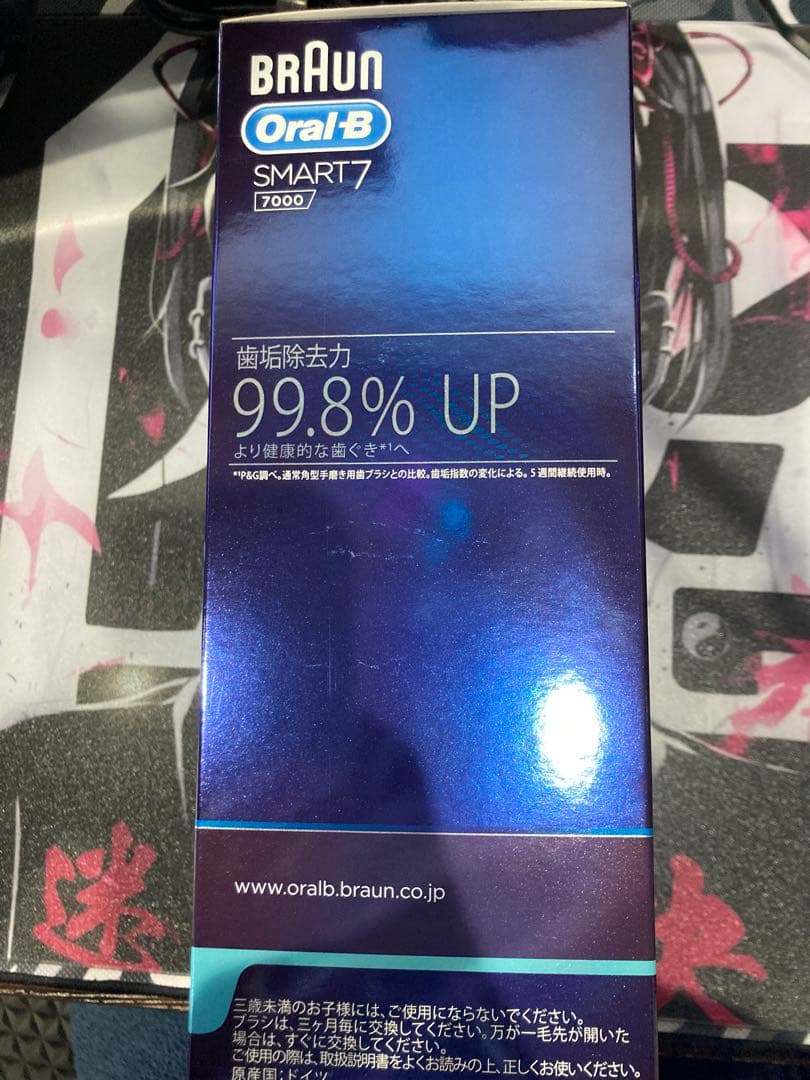 BRAUN
Oral-B
SMART7
7000
歯垢除去力
99.8% UP
より健康的な歯ぐき*1へ
*1P&G調べ。通常角型手磨き用歯ブラシとの比較。歯垢指数の変化による。5週間継続使用時。
www.oralb.braun.co.jp
迷
三歳未満のお子様には、ご使用にならないでください。
ブラシは、三ヶ月毎に交換してください。万が一毛先が開いた
場合は、すぐに交換してください。
ご使用の際は、取扱説明書をよくお読みの上、正しくお使いください。
原産国:ドイツ